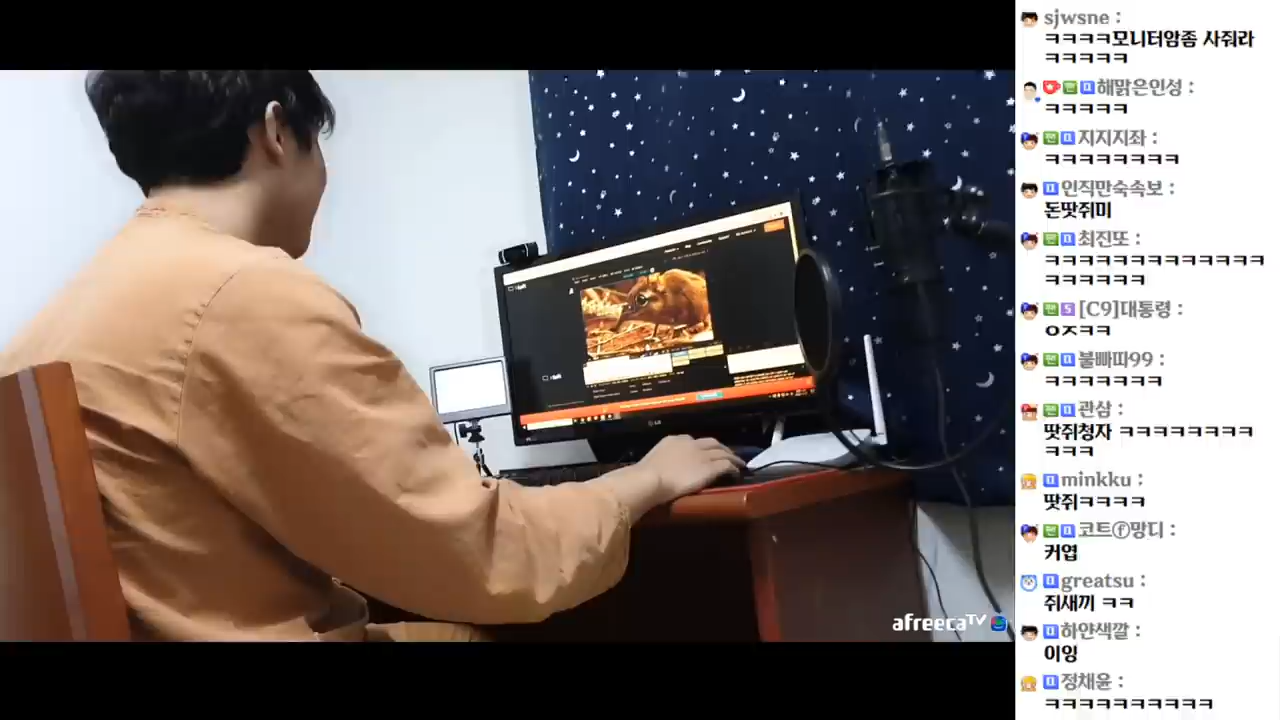 sjwsne :
ㅋㅋㅋㅋ모니터암좀 사줘라
ㅋㅋㅋㅋㅋ
해맑은인성 :
ㅋㅋㅋㅋㅋ
지지지좌 :
ㅋㅋㅋㅋㅋㅋㅋㅋ
인직만숙속보 :
돈땃쥐미
최진또 :
ㅋㅋㅋㅋㅋㅋㅋㅋㅋㅋㅋㅋㅋ
ㅋㅋㅋㅋㅋㅋ
[C9]대통령 :
ㅇㅈㅋㅋ
불빠따99 :
ㅋㅋㅋㅋㅋㅋㅋ
관삼 :
땃쥐청자 ㅋㅋㅋㅋㅋㅋㅋㅋ
ㅋㅋㅋ
minkku :
땃쥐ㅋㅋㅋㅋ
코트ⓕ망디 :
커엽
greatsu :
쥐새끼 ㅋㅋ
하얀색깔 :
이잉
정채윤 :
ㅋㅋㅋㅋㅋㅋㅋㅋㅋㅋ
afreecaTV
LG